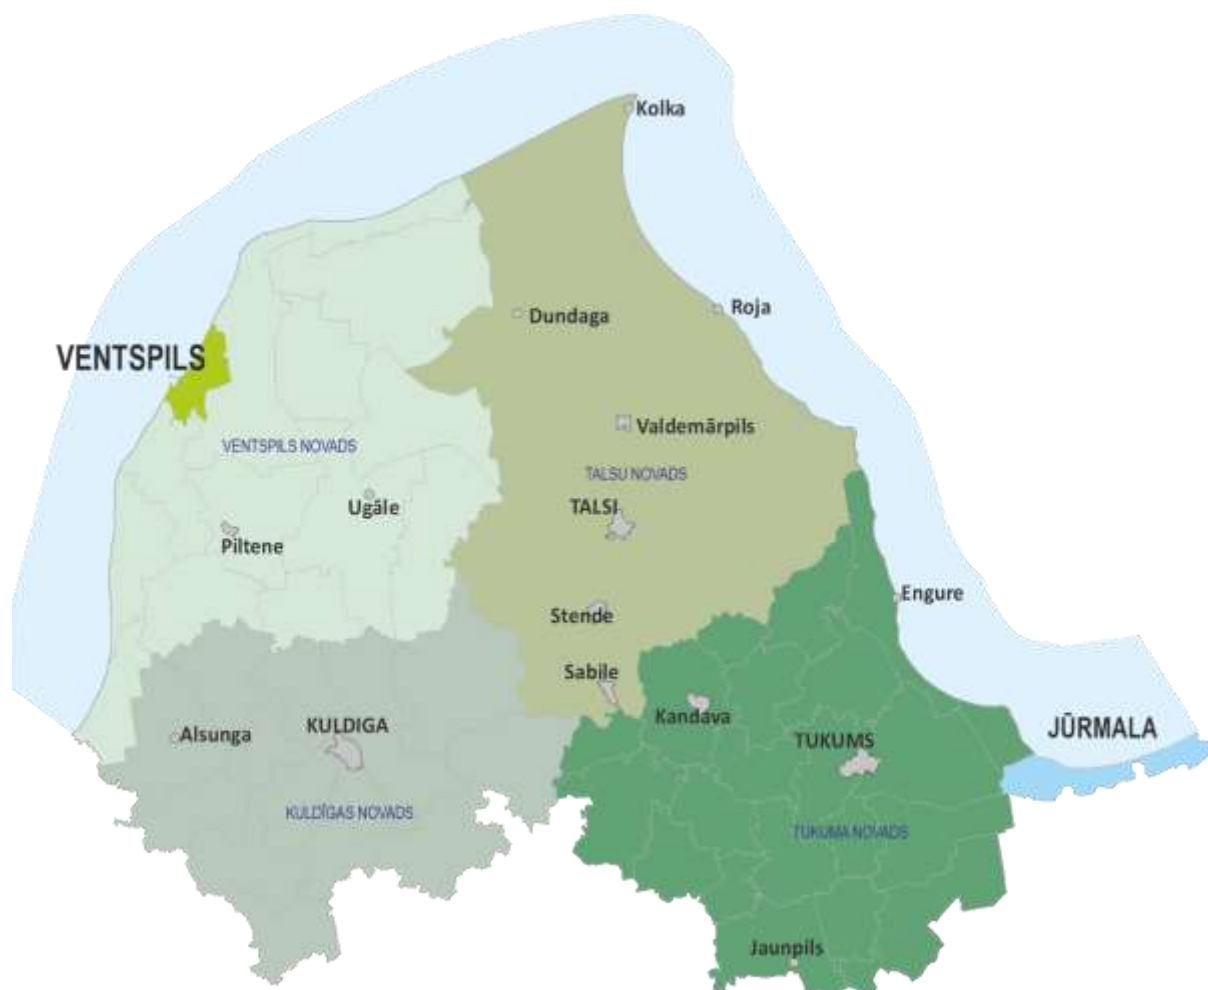 Kolka
Roja
Dundaga
VENTSPILS
Valdemārpils
VENTSPILS NOVADS
TALSU NOVADS
Ugāle
TALSI
Piltene
Engure
Stende
Sabile
Kandava
KULDIGA
Alsunga
JŪRMALA
TUKUMS
KULDĪGAS NOVADS
TUKUMA NOVADS
Jaunpils